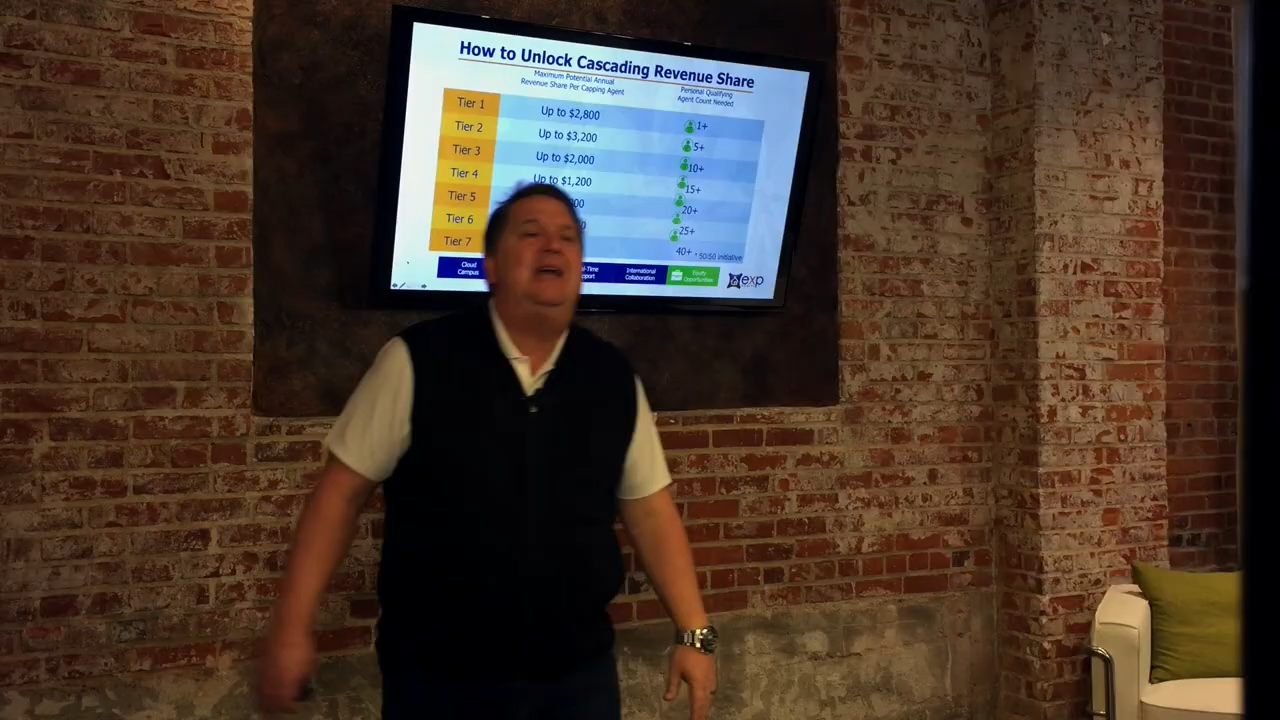 How to Unlock Cascading Revenue Share
Maximum Potential Annual
Revenue Share Per Capping Agent
Personal Qualifying
Agent Count Needed
Tier 1 Up to $2,800 1+
Tier 2 Up to $3,200 5+
Tier 3 Up to $2,000 10+
Tier 4 Up to $1,200 15+
Tier 5 20+
Tier 6 25+
Tier 7 40+ * 50:50 initiative
Cloud
Campus
International
Collaboration
Equity
Opportunities
exp